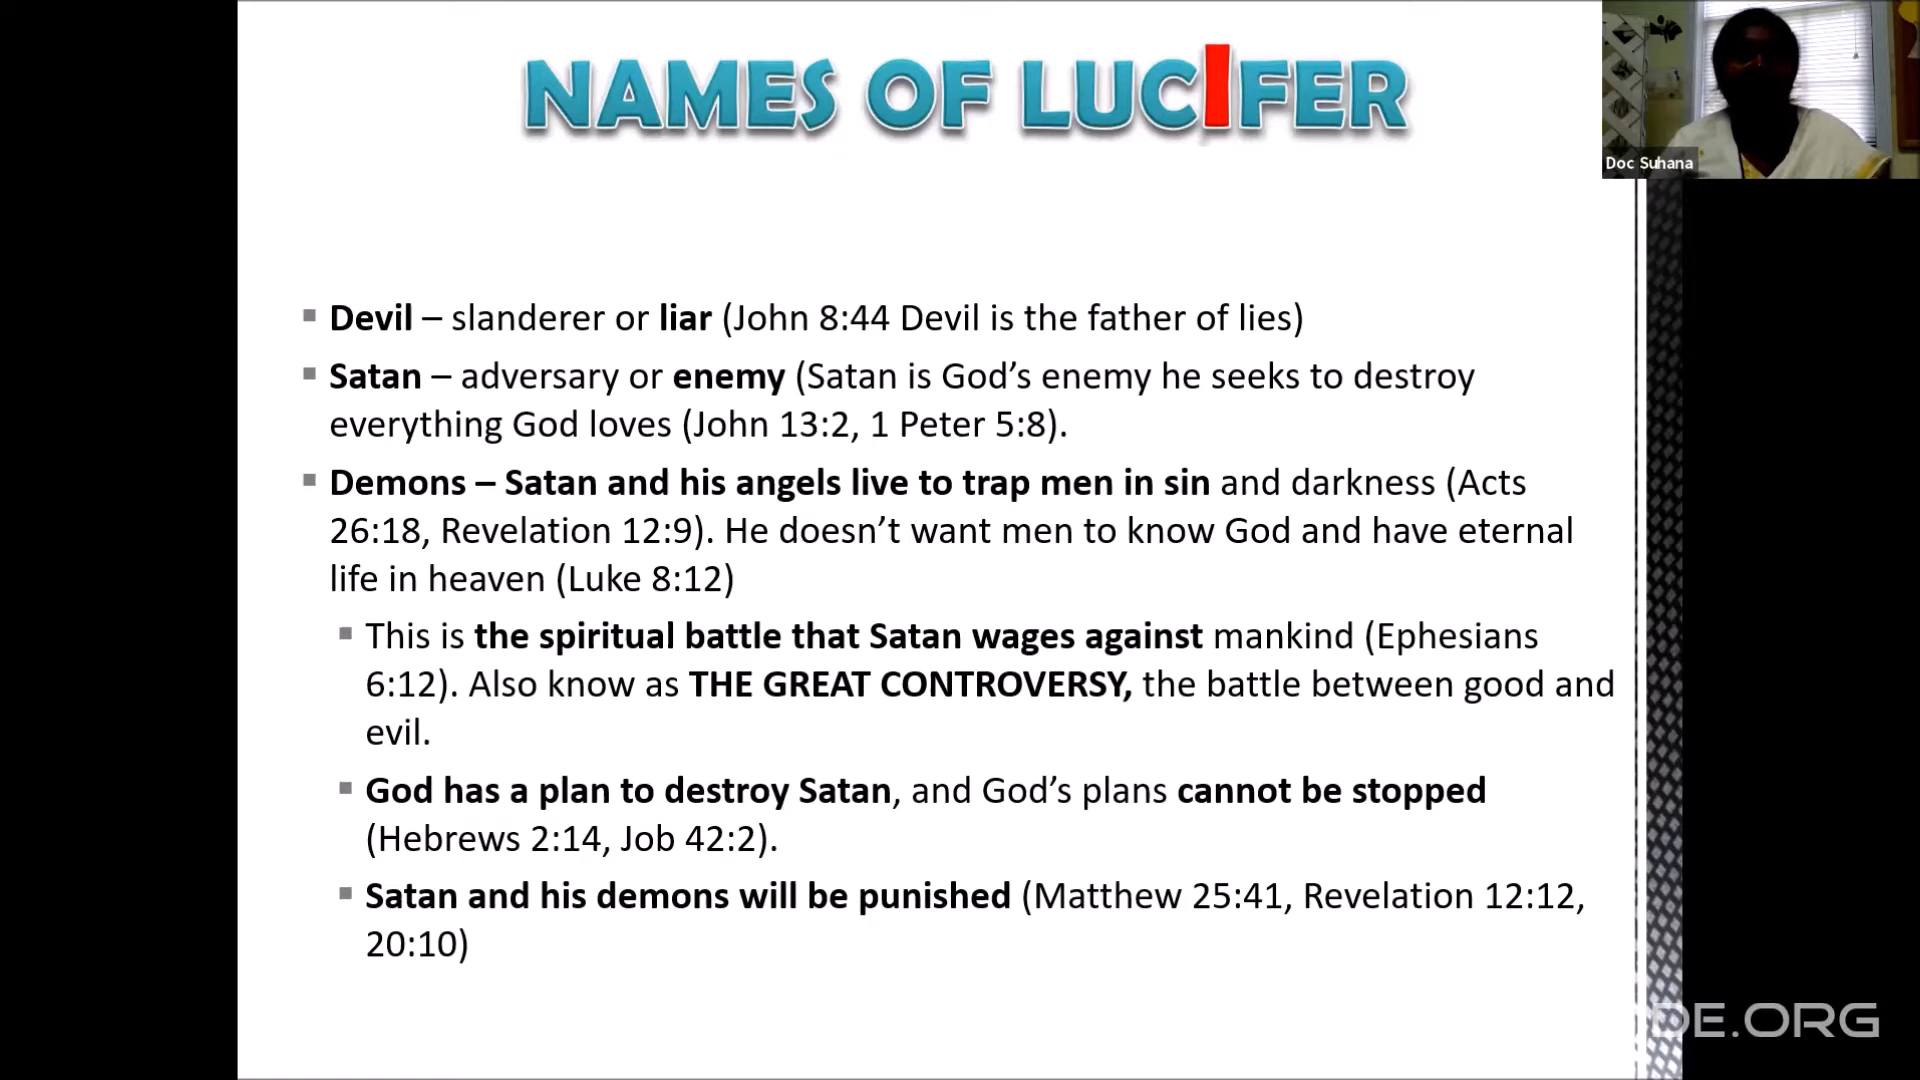 NAMES OF LUCIFER
Doc Suhana
Devil – slanderer or liar (John 8:44 Devil is the father of lies)
Satan – adversary or enemy (Satan is God’s enemy he seeks to destroy
everything God loves (John 13:2, 1 Peter 5:8).
Demons – Satan and his angels live to trap men in sin and darkness (Acts
26:18, Revelation 12:9). He doesn’t want men to know God and have eternal
life in heaven (Luke 8:12)
This is the spiritual battle that Satan wages against mankind (Ephesians
6:12). Also know as THE GREAT CONTROVERSY, the battle between good and
evil.
God has a plan to destroy Satan, and God’s plans cannot be stopped
(Hebrews 2:14, Job 42:2).
Satan and his demons will be punished (Matthew 25:41, Revelation 12:12,
20:10)
DE.ORG